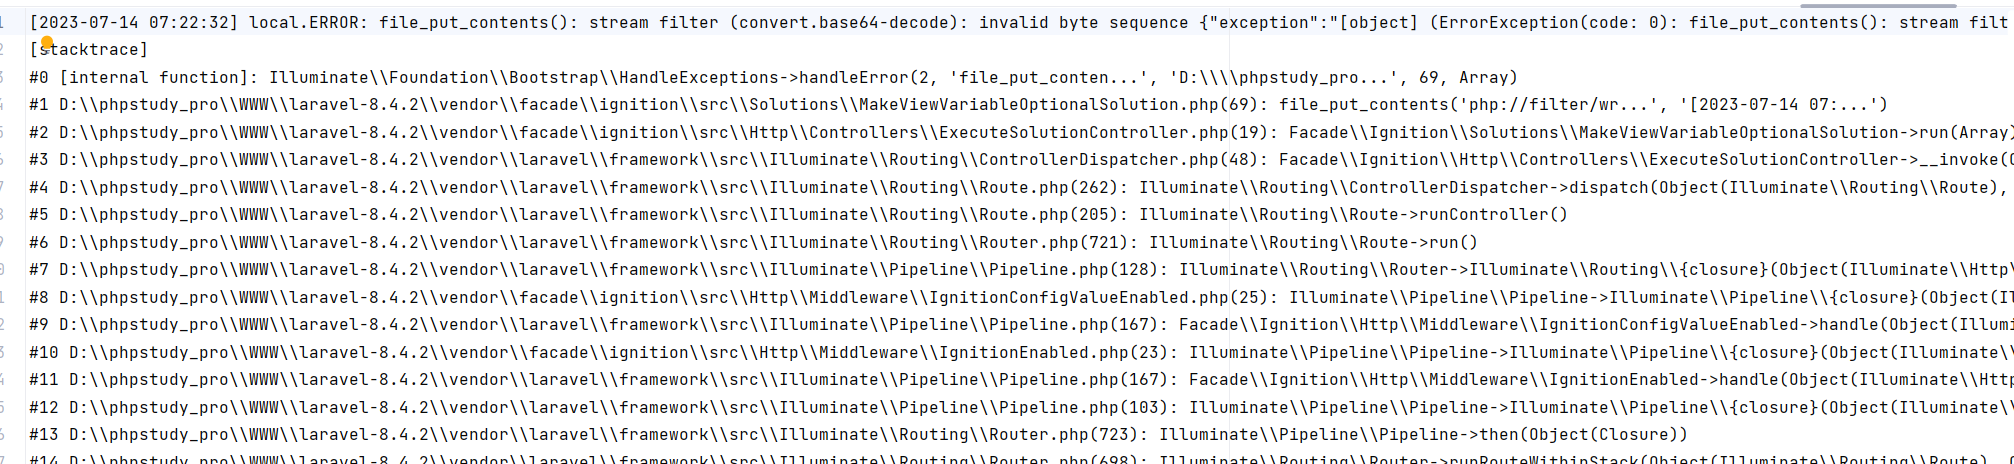 [2023-07-14 07:22:32] local.ERROR: file_put_contents(): stream filter (convert.base64-decode): invalid byte sequence {"exception":"[object] (ErrorException(code: 0): file_put_contents(): stream filt
[stacktrace]
#0 [internal function]: Illuminate\\Foundation\\Bootstrap\\HandleExceptions->handleError(2, 'file_put_conten...', 'D:\\\\phpstudy_pro...', 69, Array)
#1 D:\\phpstudy_pro\\WWW\\laravel-8.4.2\\vendor\\facade\\ignition\\src\\Solutions\\MakeViewVariableOptionalSolution.php(69): file_put_contents('php://filter/wr...', '[2023-07-14 07:...')
#2 D:\\phpstudy_pro\\WWW\\laravel-8.4.2\\vendor\\facade\\ignition\\src\\Http\\Controllers\\ExecuteSolutionController.php(19): Facade\\Ignition\\Solutions\\MakeViewVariableOptionalSolution->run(Array)
#3 D:\\phpstudy_pro\\WWW\\laravel-8.4.2\\vendor\\laravel\\framework\\src\\Illuminate\\Routing\\ControllerDispatcher.php(48): Facade\\Ignition\\Http\\Controllers\\ExecuteSolutionController->__invoke(
#4 D:\\phpstudy_pro\\WWW\\laravel-8.4.2\\vendor\\laravel\\framework\\src\\Illuminate\\Routing\\Route.php(262): Illuminate\\Routing\\ControllerDispatcher->dispatch(Object(Illuminate\\Routing\\Route),
#5 D:\\phpstudy_pro\\WWW\\laravel-8.4.2\\vendor\\laravel\\framework\\src\\Illuminate\\Routing\\Route.php(205): Illuminate\\Routing\\Route->runController()
#6 D:\\phpstudy_pro\\WWW\\laravel-8.4.2\\vendor\\laravel\\framework\\src\\Illuminate\\Routing\\Router.php(721): Illuminate\\Routing\\Route->run()
#7 D:\\phpstudy_pro\\WWW\\laravel-8.4.2\\vendor\\laravel\\framework\\src\\Illuminate\\Pipeline\\Pipeline.php(128): Illuminate\\Routing\\Router->Illuminate\\Routing\\{closure}(Object(Illuminate\\Http\
#8 D:\\phpstudy_pro\\WWW\\laravel-8.4.2\\vendor\\facade\\ignition\\src\\Http\\Middleware\\IgnitionConfigValueEnabled.php(25): Illuminate\\Pipeline\\Pipeline->Illuminate\\Pipeline\\{closure}(Object(Il
#9 D:\\phpstudy_pro\\WWW\\laravel-8.4.2\\vendor\\laravel\\framework\\src\\Illuminate\\Pipeline\\Pipeline.php(167): Facade\\Ignition\\Http\\Middleware\\IgnitionConfigValueEnabled->handle(Object(Illumi
#10 D:\\phpstudy_pro\\WWW\\laravel-8.4.2\\vendor\\facade\\ignition\\src\\Http\\Middleware\\IgnitionEnabled.php(23): Illuminate\\Pipeline\\Pipeline->Illuminate\\Pipeline\\{closure}(Object(Illuminate\\
#11 D:\\phpstudy_pro\\WWW\\laravel-8.4.2\\vendor\\laravel\\framework\\src\\Illuminate\\Pipeline\\Pipeline.php(167): Facade\\Ignition\\Http\\Middleware\\IgnitionEnabled->handle(Object(Illuminate\\Http
#12 D:\\phpstudy_pro\\WWW\\laravel-8.4.2\\vendor\\laravel\\framework\\src\\Illuminate\\Pipeline\\Pipeline.php(103): Illuminate\\Pipeline\\Pipeline->Illuminate\\Pipeline\\{closure}(Object(Illuminate\\
#13 D:\\phpstudy_pro\\WWW\\laravel-8.4.2\\vendor\\laravel\\framework\\src\\Illuminate\\Routing\\Router.php(723): Illuminate\\Pipeline\\Pipeline->then(Object(Closure))
#14 D:\\phpstudy_pro\\WWW\\laravel-8.4.2\\vendor\\laravel\\framework\\src\\Illuminate\\Routing\\Router.php(698): Illuminate\\Routing\\Router->runRouteWithinStack(Object(Illuminate\\Routing\\Route),